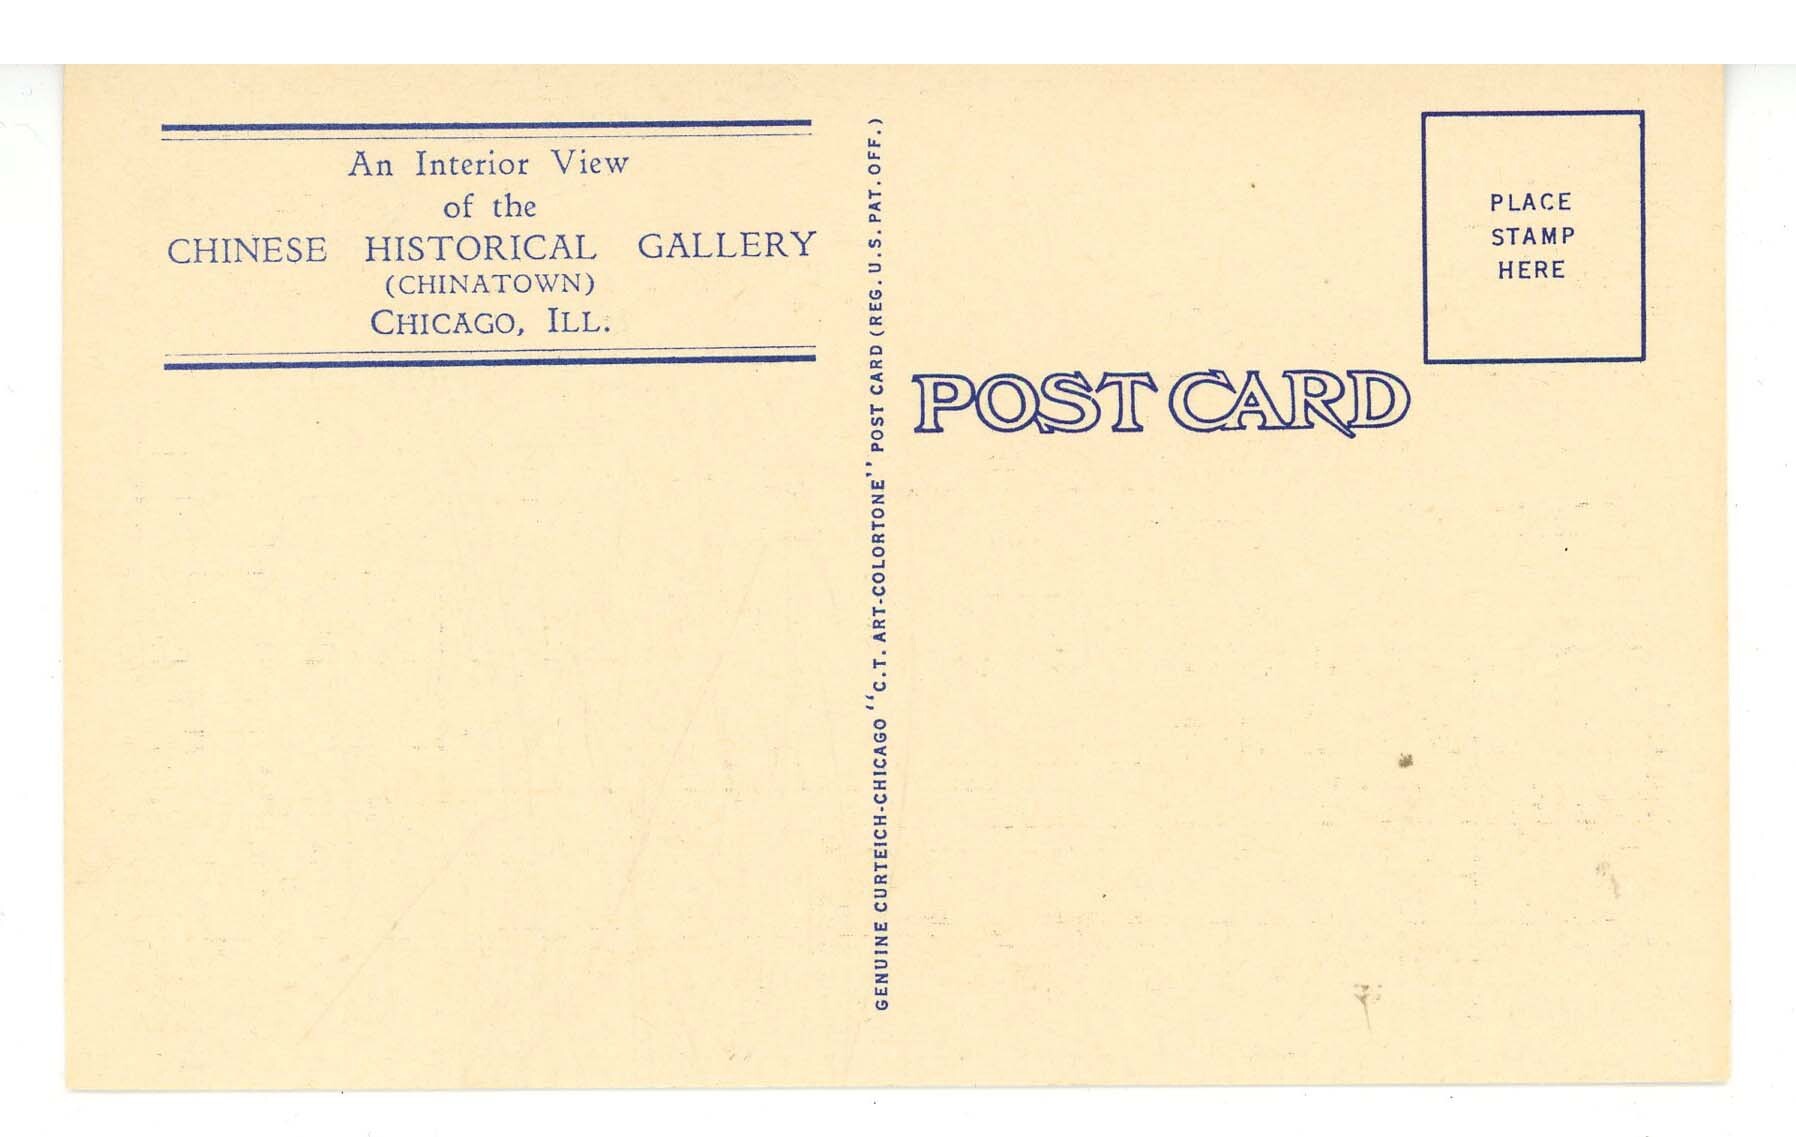 An Interior View
of the
CHINESE HISTORICAL GALLERY
(CHINATOWN)
CHICAGO, ILL.
GENUINE CURTEICH-CHICAGO "C.T. ART-COLORTONE" POST CARD (REG. U.S. PAT. OFF.)
POST CARD
PLACE
STAMP
HERE